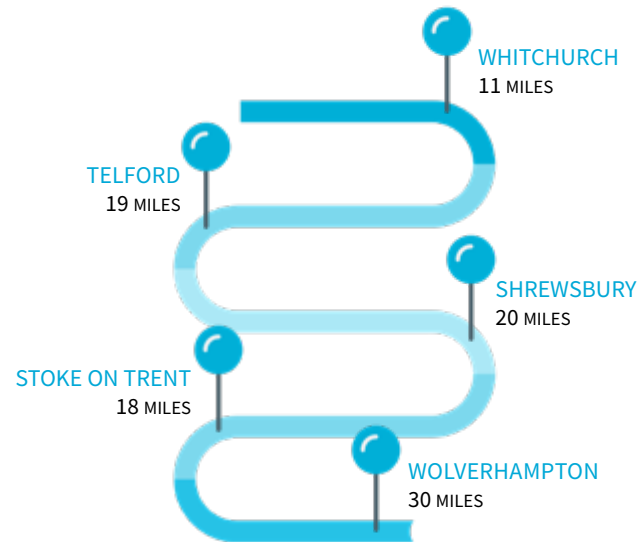 WHITCHURCH
11 MILES
TELFORD
19 MILES
SHREWSBURY
20 MILES
STOKE ON TRENT
18 MILES
WOLVERHAMPTON
30 MILES